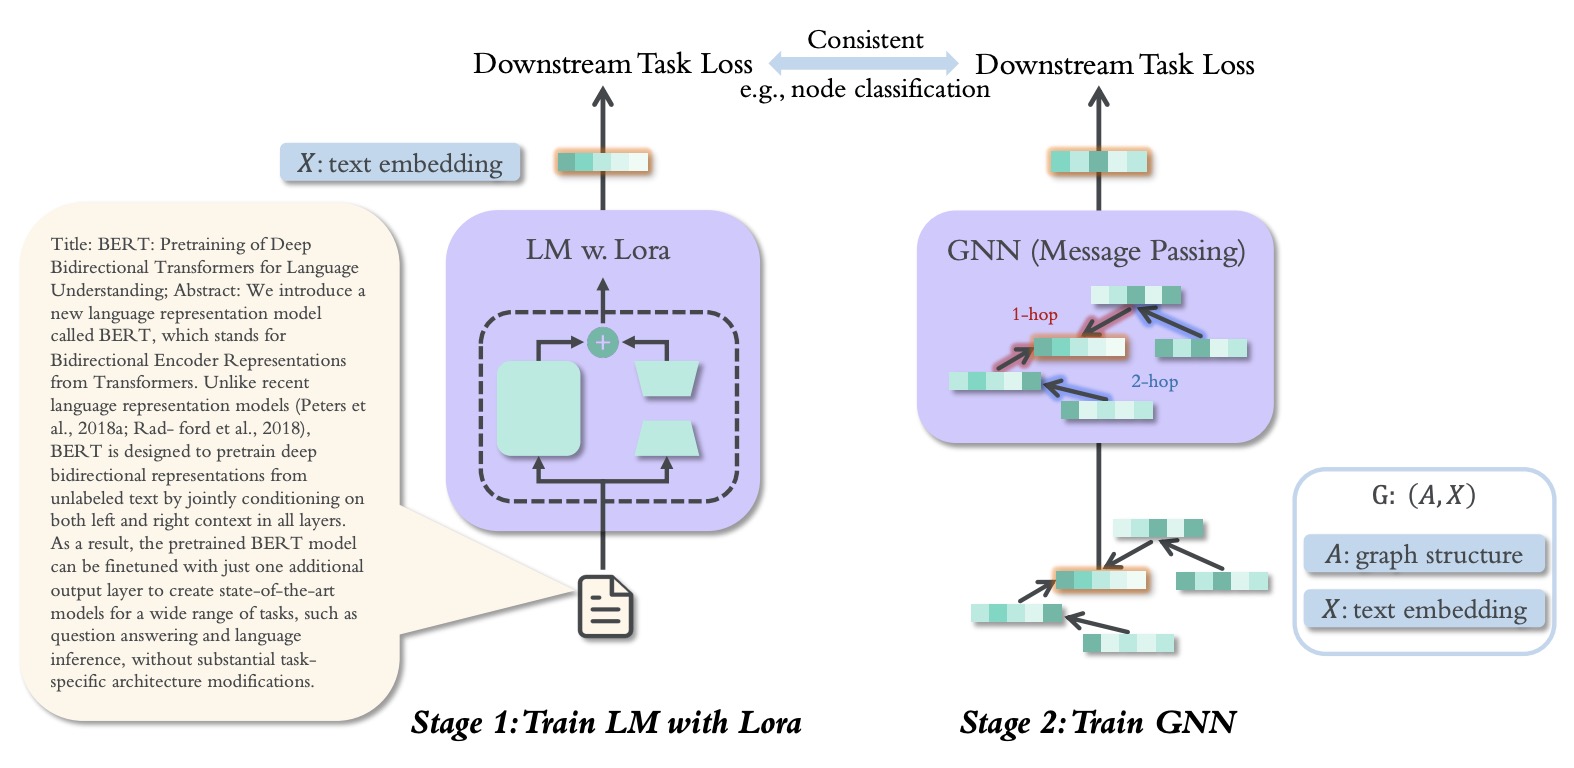 Consistent
Downstream Task Loss
Downstream Task Loss
e.g., node classification
X: text embedding
Title: BERT: Pretraining of Deep
Bidirectional Transformers for Language
Understanding; Abstract: We introduce a
new language representation model
called BERT, which stands for
Bidirectional Encoder Representations
from Transformers. Unlike recent
language representation models (Peters et
al., 2018a; Rad- ford et al., 2018),
BERT is designed to pretrain deep
bidirectional representations from
unlabeled text by jointly conditioning on
both left and right context in all layers.
As a result, the pretrained BERT model
can be finetuned with just one additional
output layer to create state-of-the-art
models for a wide range of tasks, such as
question answering and language
inference, without substantial task-
specific architecture modifications.
LM w. Lora
+
Stage 1: Train LM with Lora
GNN (Message Passing)
1-hop
2-hop
Stage 2: Train GNN
G: (A, X)
A: graph structure
X: text embedding